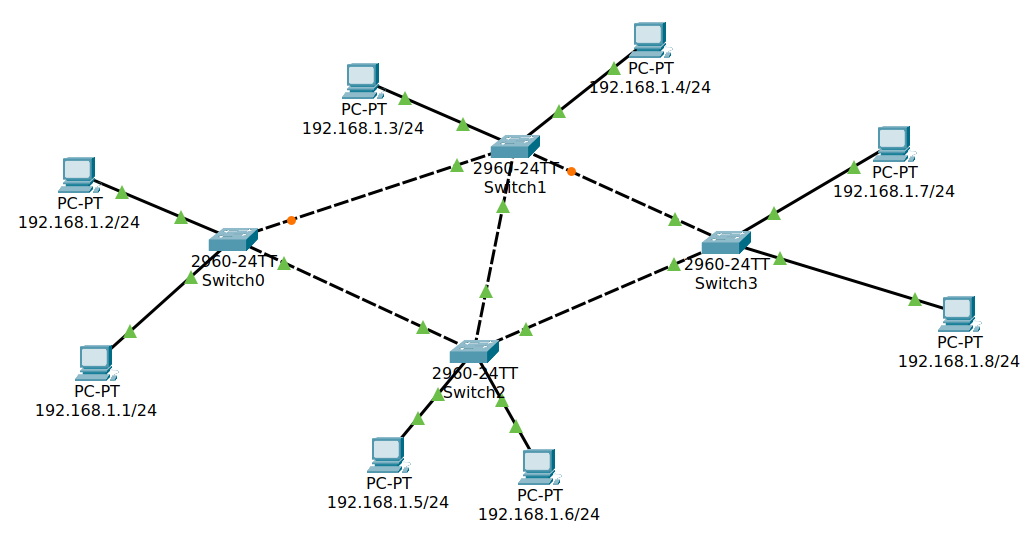 PC-PT
192.168.1.4/24
PC-PT
192.168.1.3/24
2960-24TT
Switch1
PC-PT
192.168.1.7/24
PC-PT
192.168.1.2/24
2960-24TT
Switch0
2960-24TT
Switch3
PC-PT
192.168.1.8/24
2960-24TT
Switch2
PC-PT
192.168.1.1/24
PC-PT
192.168.1.5/24
PC-PT
192.168.1.6/24